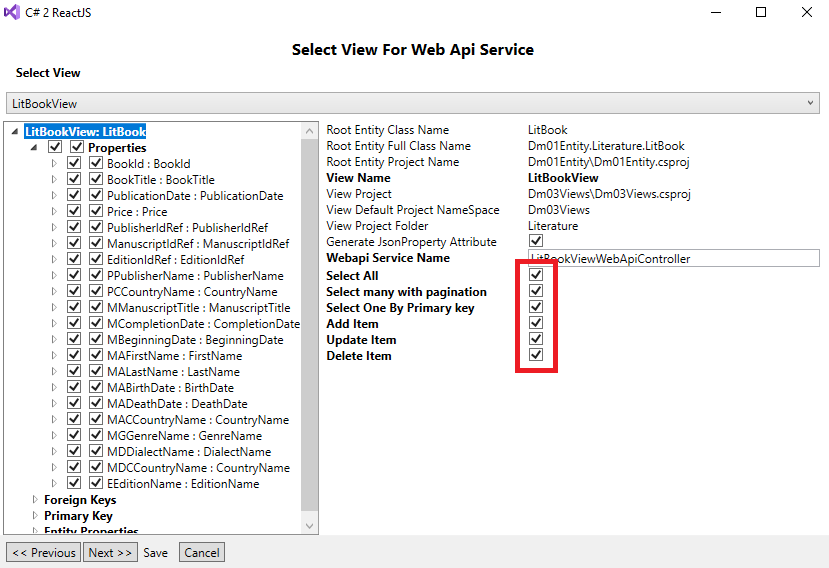 C# 2 ReactJS
Select View For Web Api Service
Select View
LitBookView
LitBookView: LitBook
Properties
BookId : BookId
BookTitle : BookTitle
PublicationDate : PublicationDate
Price : Price
PublisherIdRef : PublisherIdRef
ManuscriptIdRef : ManuscriptIdRef
EditionIdRef : EditionIdRef
PPublisherName : PublisherName
PCCountryName : CountryName
MManuscriptTitle : ManuscriptTitle
MCompletionDate : CompletionDate
MBeginningDate : BeginningDate
MAFirstName : FirstName
MALastName : LastName
MABirthDate : BirthDate
MADeathDate : DeathDate
MACCountryName : CountryName
MGGenreName : GenreName
MDDialectName : DialectName
MDCCountryName : CountryName
EEditionName : EditionName
Foreign Keys
Primary Key
Entity Properties
Root Entity Class Name LitBook
Root Entity Full Class Name Dm01Entity.Literature.LitBook
Root Entity Project Name Dm01Entity\Dm01Entity.csproj
View Name LitBookView
View Project Dm03Views\Dm03Views.csproj
View Default Project NameSpace Dm03Views
View Project Folder Literature
Generate JsonProperty Attribute
Webapi Service Name LitBookViewWebApiController
Select All
Select many with pagination
Select One By Primary key
Add Item
Update Item
Delete Item
<< Previous Next >> Save Cancel